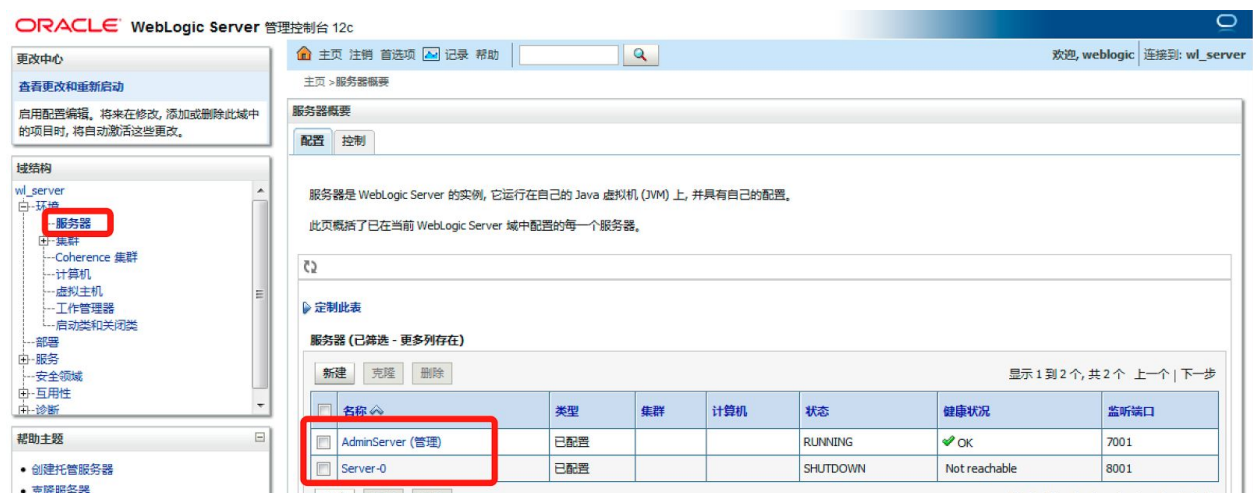 ORACLE WebLogic Server 管理控制台 12c
更改中心
查看更改和重新启动
启用配置编辑。将来在修改, 添加或删除此域中
的项目时, 将自动激活这些更改。
域结构
wl_server
环境
服务器
集群
Coherence 集群
计算机
虚拟主机
工作管理器
启动类和关闭类
部署
服务
安全领域
互用性
诊断
帮助主题
创建托管服务器
克隆服务器
主页 注销 首选项 记录 帮助
欢迎, weblogic 连接到: wl_server
主页 >服务器概要
服务器概要
配置 控制
服务器是 WebLogic Server 的实例, 它运行在自己的 Java 虚拟机 (JVM) 上, 并具有自己的配置。
此页概括了已在当前 WebLogic Server 域中配置的每一个服务器。
定制此表
服务器 (已筛选 - 更多列存在)
新建 克隆 删除 显示 1 到 2 个, 共 2 个 上一个 | 下一步
名称 类型 集群 计算机 状态 健康状况 监听端口
AdminServer (管理) 已配置 RUNNING OK 7001
Server-0 已配置 SHUTDOWN Not reachable 8001